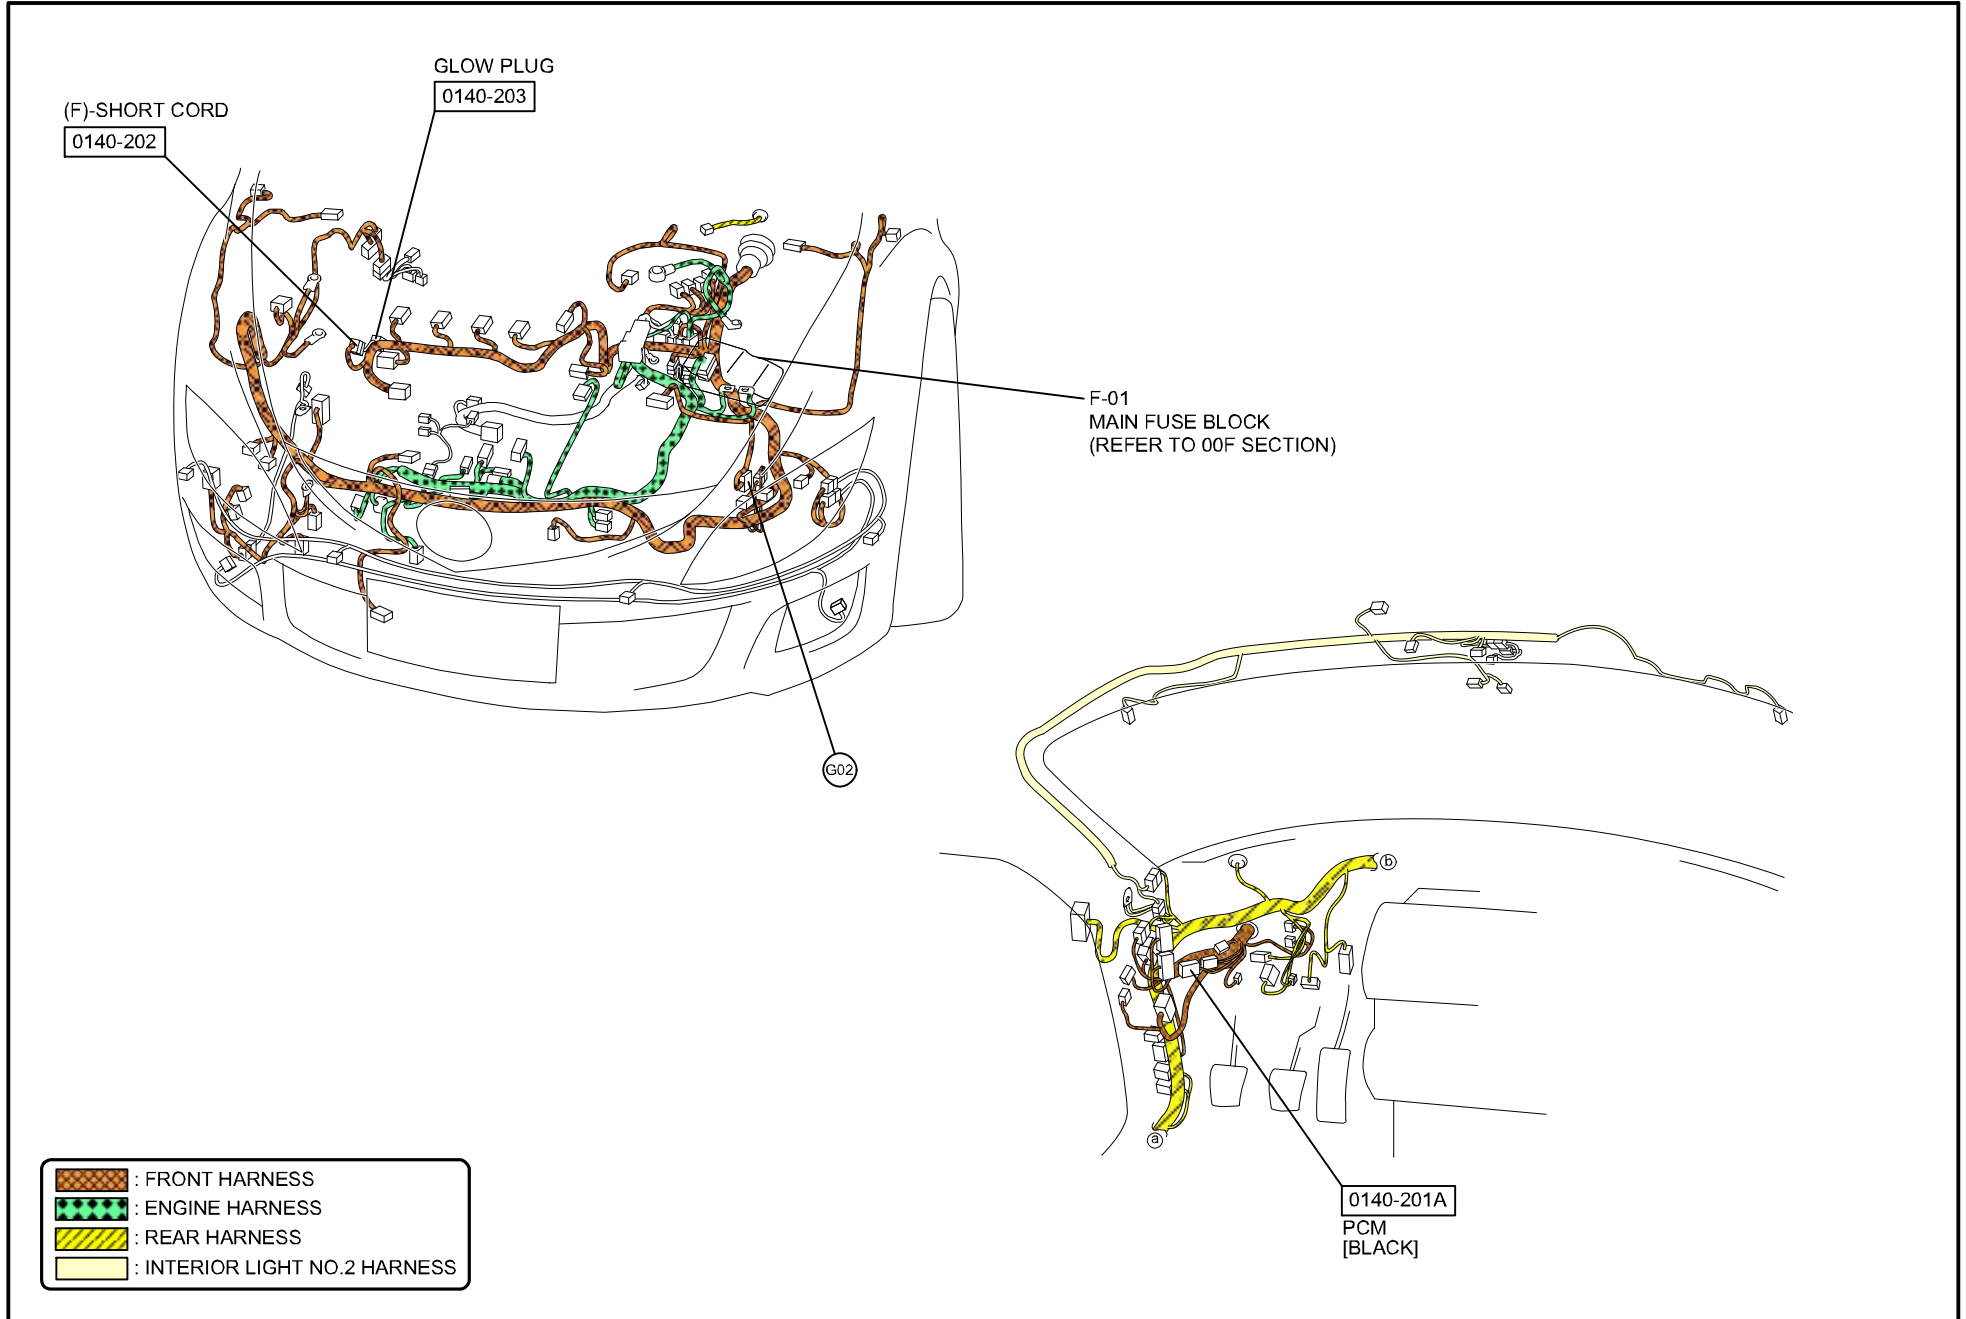 GLOW PLUG
0140-203
(F)-SHORT CORD
0140-202
F-01
MAIN FUSE BLOCK
(REFER TO 00F SECTION)
G02
b
a
0140-201A
PCM
[BLACK]
: FRONT HARNESS
: ENGINE HARNESS
: REAR HARNESS
: INTERIOR LIGHT NO.2 HARNESS